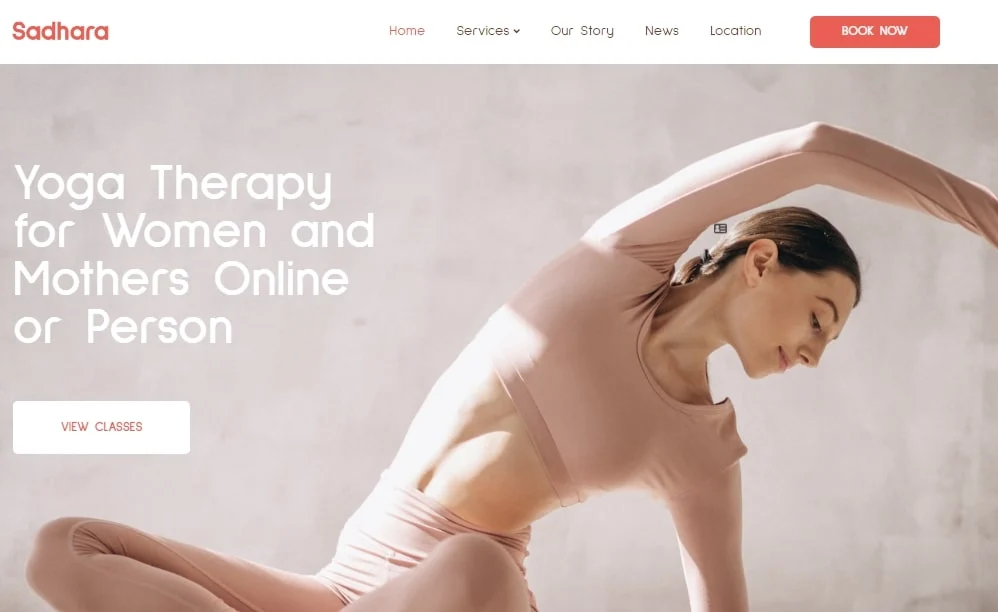 Sadhara
Home
Services
Our Story
News
Location
BOOK NOW
Yoga Therapy
for Women and
Mothers Online
or Person
VIEW CLASSES